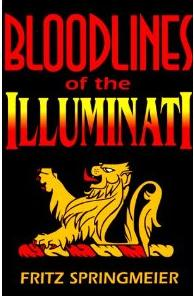 BLOODLINES
of the
ILLUMINATI
FRITZ SPRINGMEIER